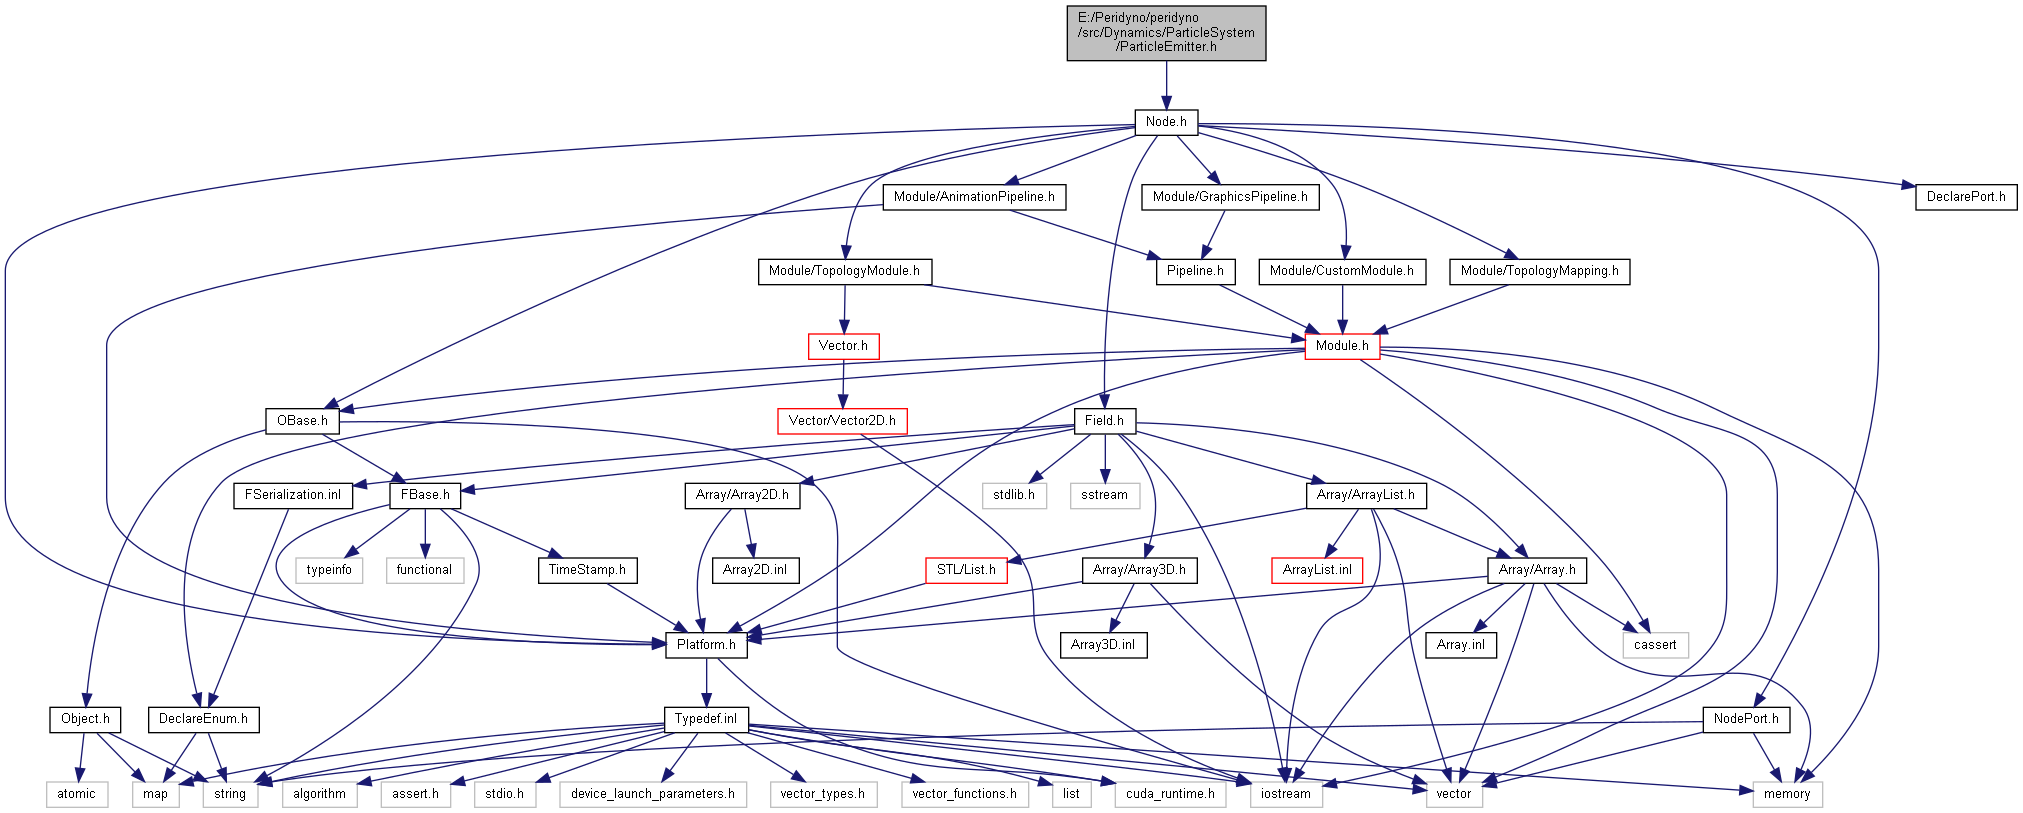 E:/Peridyno/peridyno
/src/Dynamics/ParticleSystem
/ParticleEmitter.h
Node.h
Module/AnimationPipeline.h
Module/GraphicsPipeline.h
DeclarePort.h
Module/TopologyModule.h
Pipeline.h
Module/CustomModule.h
Module/TopologyMapping.h
Vector.h
Module.h
OBase.h
Vector/Vector2D.h
Field.h
FSerialization.inl
FBase.h
Array/Array2D.h
stdlib.h
sstream
Array/ArrayList.h
typeinfo
functional
TimeStamp.h
Array2D.inl
STL/List.h
Array/Array3D.h
ArrayList.inl
Array/Array.h
Platform.h
Array3D.inl
Array.inl
cassert
Object.h
DeclareEnum.h
Typedef.inl
NodePort.h
atomic
map
string
algorithm
assert.h
stdio.h
device_launch_parameters.h
vector_types.h
vector_functions.h
list
cuda_runtime.h
iostream
vector
memory